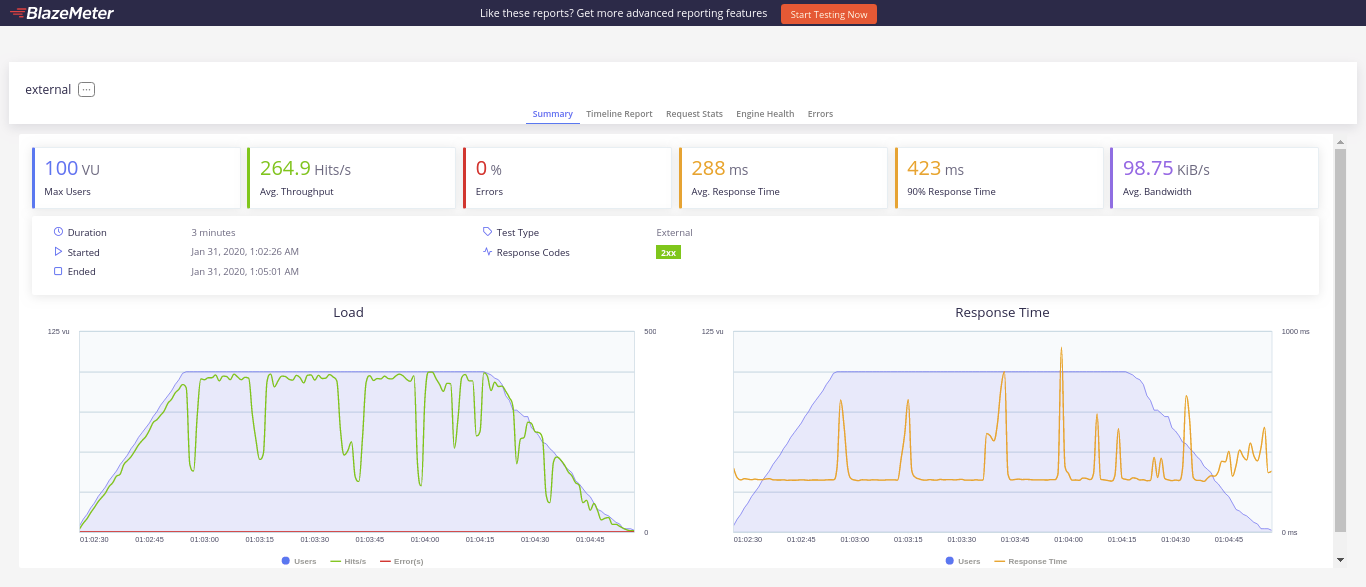 BlazeMeter
Like these reports? Get more advanced reporting features
Start Testing Now
external ...
Summary Timeline Report Request Stats Engine Health Errors
100 VU
Max Users
264.9 Hits/s
Avg. Throughput
0 %
Errors
288 ms
Avg. Response Time
423 ms
90% Response Time
98.75 KiB/s
Avg. Bandwidth
Duration 3 minutes
Started Jan 31, 2020, 1:02:26 AM
Ended Jan 31, 2020, 1:05:01 AM
Test Type External
Response Codes 2xx
Load
125 vu 500
0
01:02:30 01:02:45 01:03:00 01:03:15 01:03:30 01:03:45 01:04:00 01:04:15 01:04:30 01:04:45
Users Hits/s Error(s)
Response Time
125 vu 1000 ms
0 ms
01:02:30 01:02:45 01:03:00 01:03:15 01:03:30 01:03:45 01:04:00 01:04:15 01:04:30 01:04:45
Users Response Time